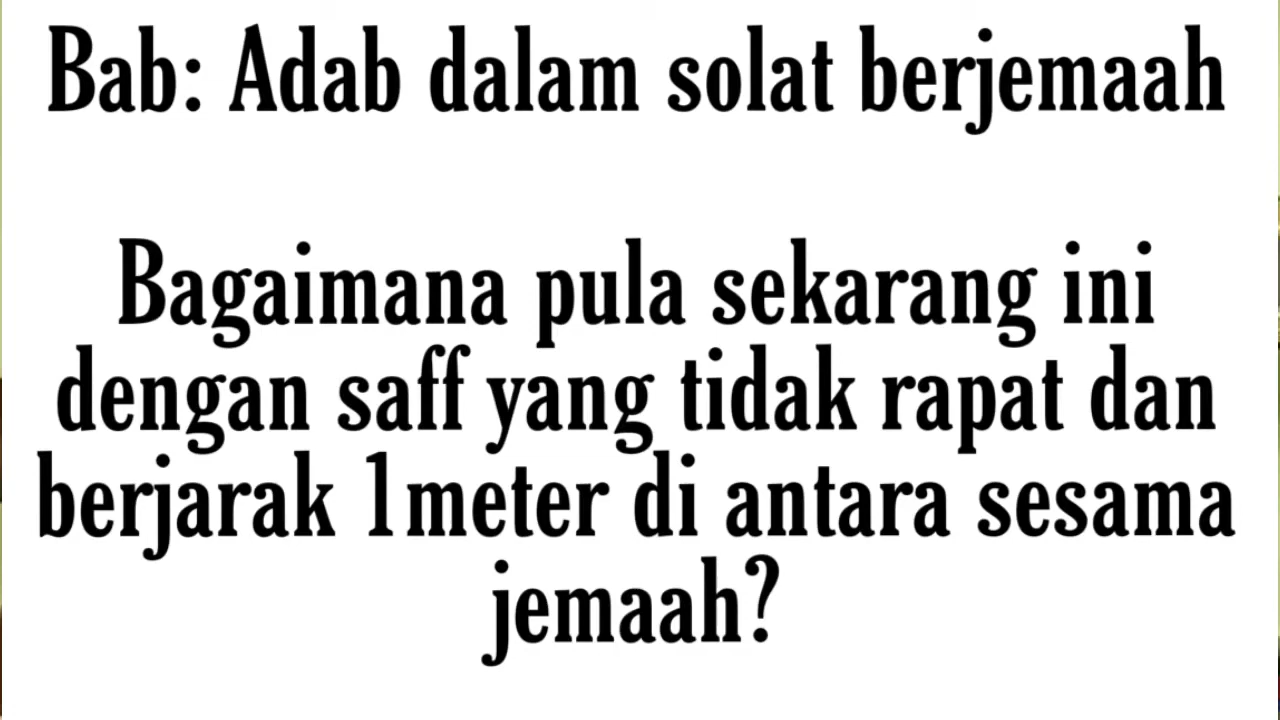 Bab: Adab dalam solat berjemaah
Bagaimana pula sekarang ini
dengan saff yang tidak rapat dan
berjarak 1meter di antara sesama
jemaah?